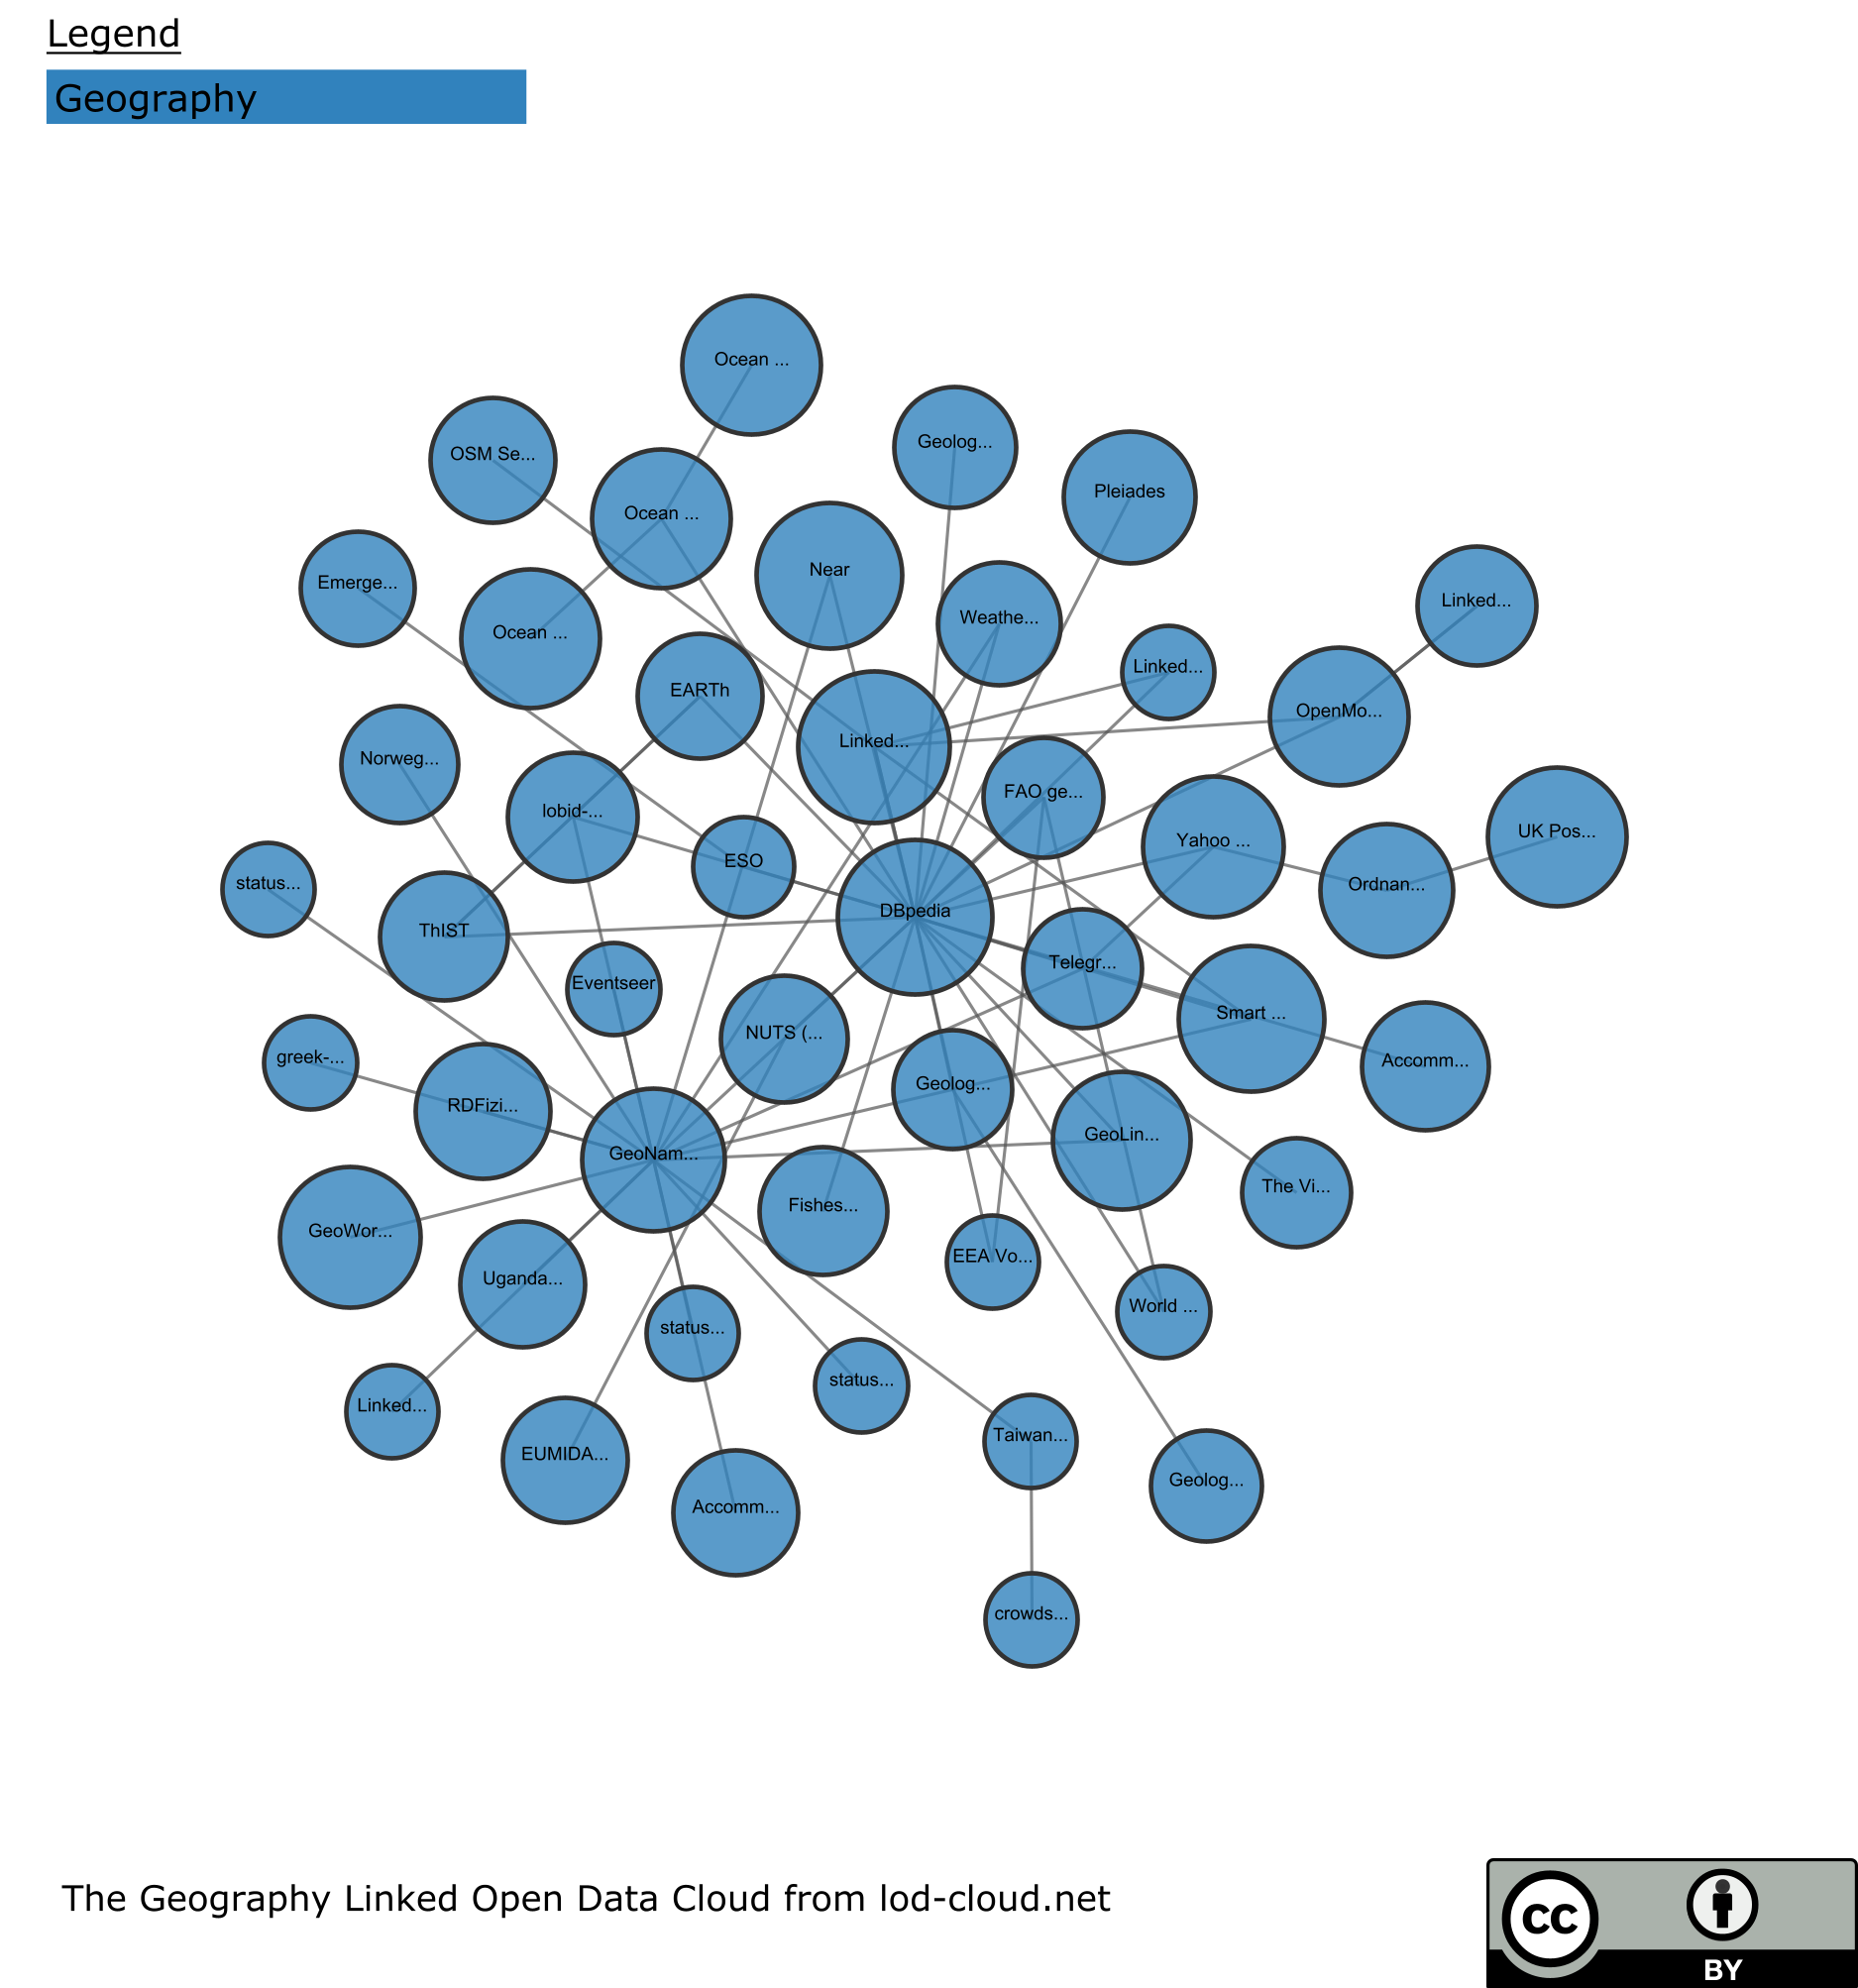 Legend
Geography
Ocean ...
Geolog...
OSM Se...
Pleiades
Ocean ...
Near
Emerge...
Linked...
Weathe...
Ocean ...
Linked...
EARTh
OpenMo...
Linked...
Norweg...
FAO ge...
lobid-...
UK Pos...
Yahoo ...
ESO
status...
Ordnan...
DBpedia
ThIST
Telegr...
Eventseer
Smart ...
NUTS (...
greek-...
Accomm...
Geolog...
RDFizi...
GeoLin...
GeoNam...
The Vi...
Fishes...
GeoWor...
EEA Vo...
Uganda...
World ...
status...
status...
Linked...
Taiwan...
EUMIDA...
Geolog...
Accomm...
crowds...
The Geography Linked Open Data Cloud from lod-cloud.net
cc
BY